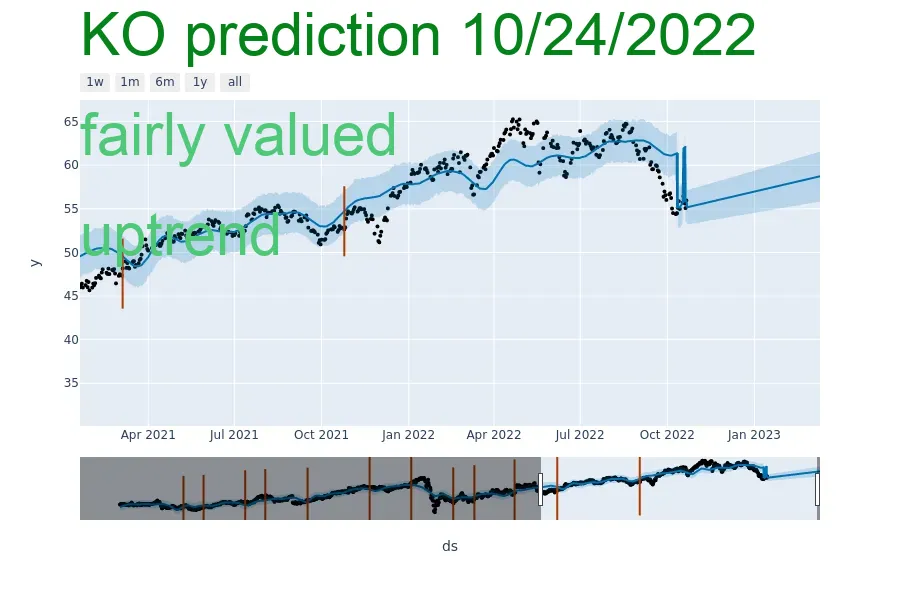 KO prediction 10/24/2022
1w 1m 6m 1y all
65
fairly valued
60
55
uptrend
50
y
45
40
35
Apr 2021 Jul 2021 Oct 2021 Jan 2022 Apr 2022 Jul 2022 Oct 2022 Jan 2023
ds